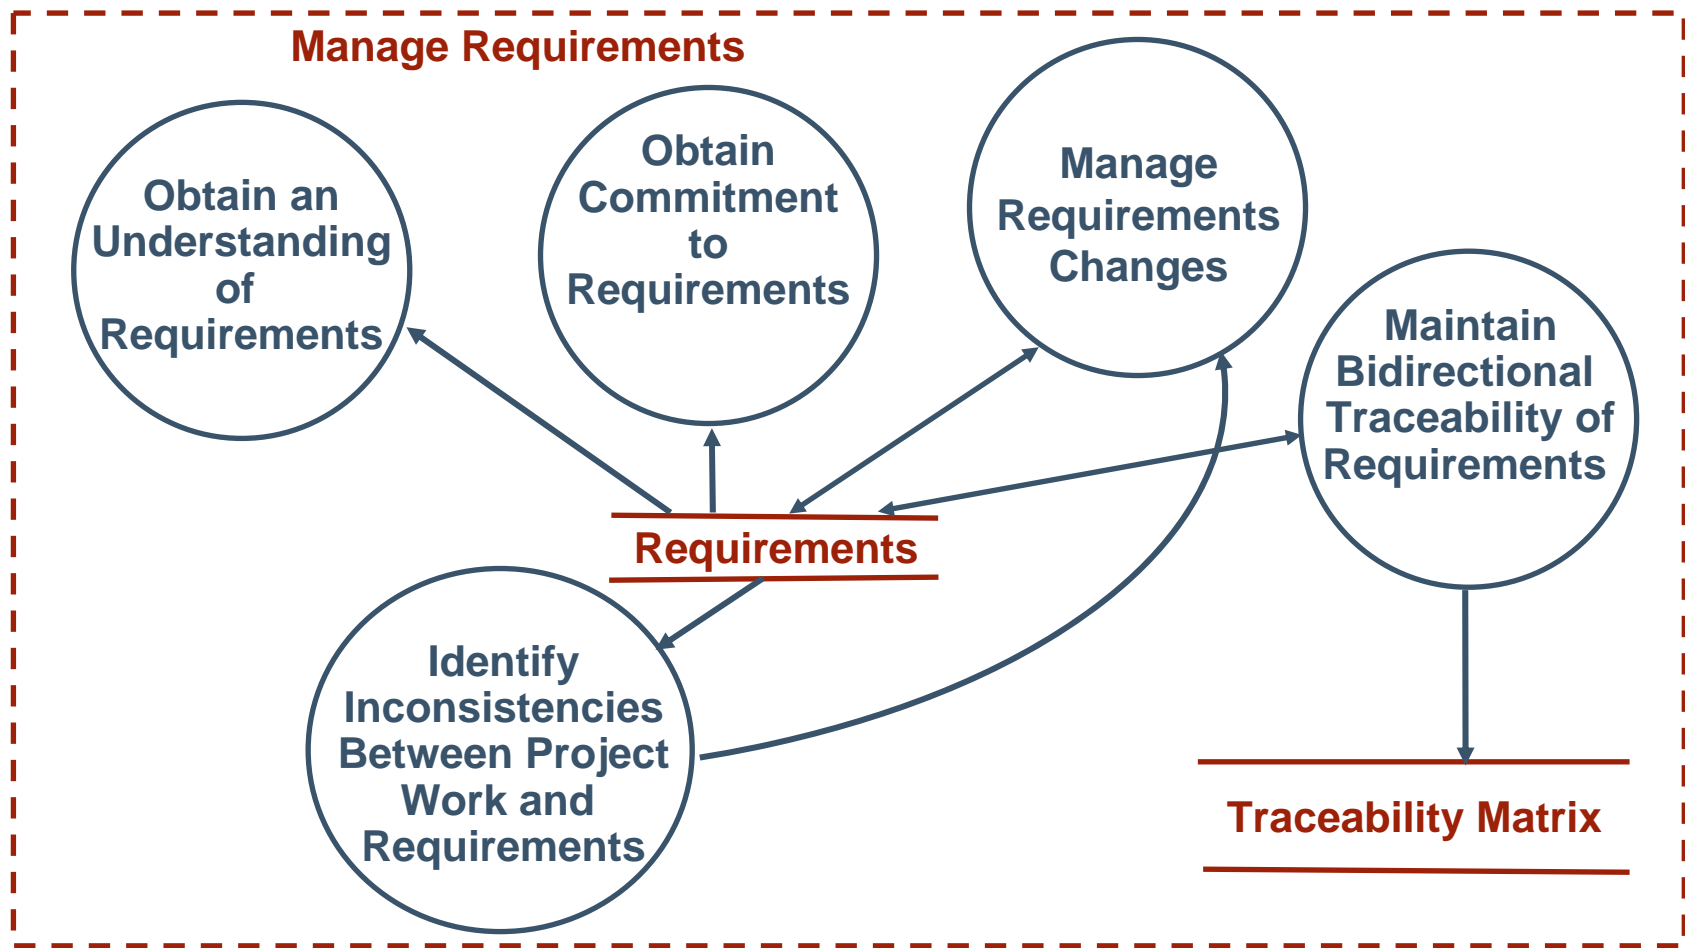 Manage Requirements
Obtain an
Understanding
of
Requirements
Obtain
Commitment
to
Requirements
Manage
Requirements
Changes
Maintain
Bidirectional
Traceability of
Requirements
Requirements
Identify
Inconsistencies
Between Project
Work and
Requirements
Traceability Matrix